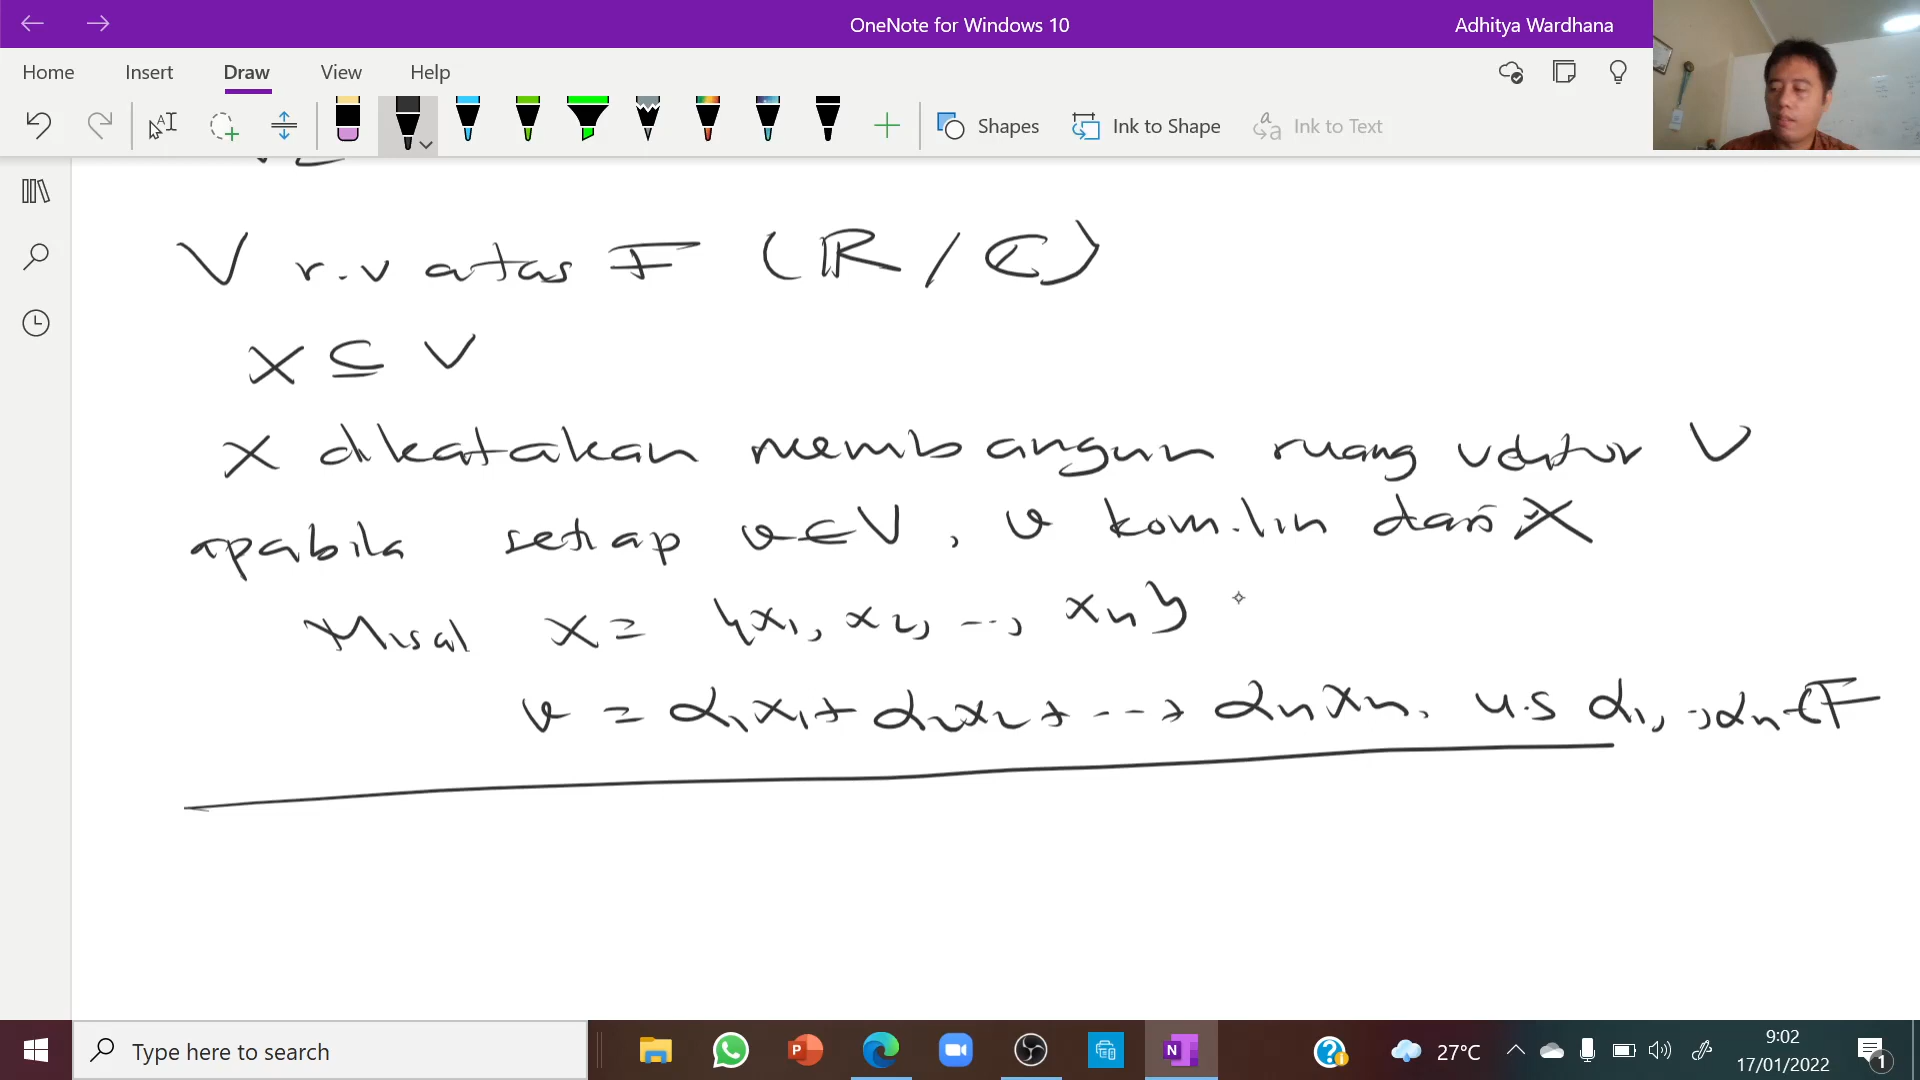 OneNote for Windows 10
Adhitya Wardhana
Home Insert Draw View Help
Shapes Ink to Shape Ink to Text
V r.v atas F (ℝ/ℂ)
X ⊆ V
X dikatakan membangun ruang vektor V
apabila setiap v∈V, v kom.lin dari X
Misal X = {x₁, x₂, ..., xₙ}
v = α₁x₁ + α₂x₂ + ... + αₙxₙ. u.s α₁, ., αₙ ∈ F
Type here to search
27°C
9:02
17/01/2022
1